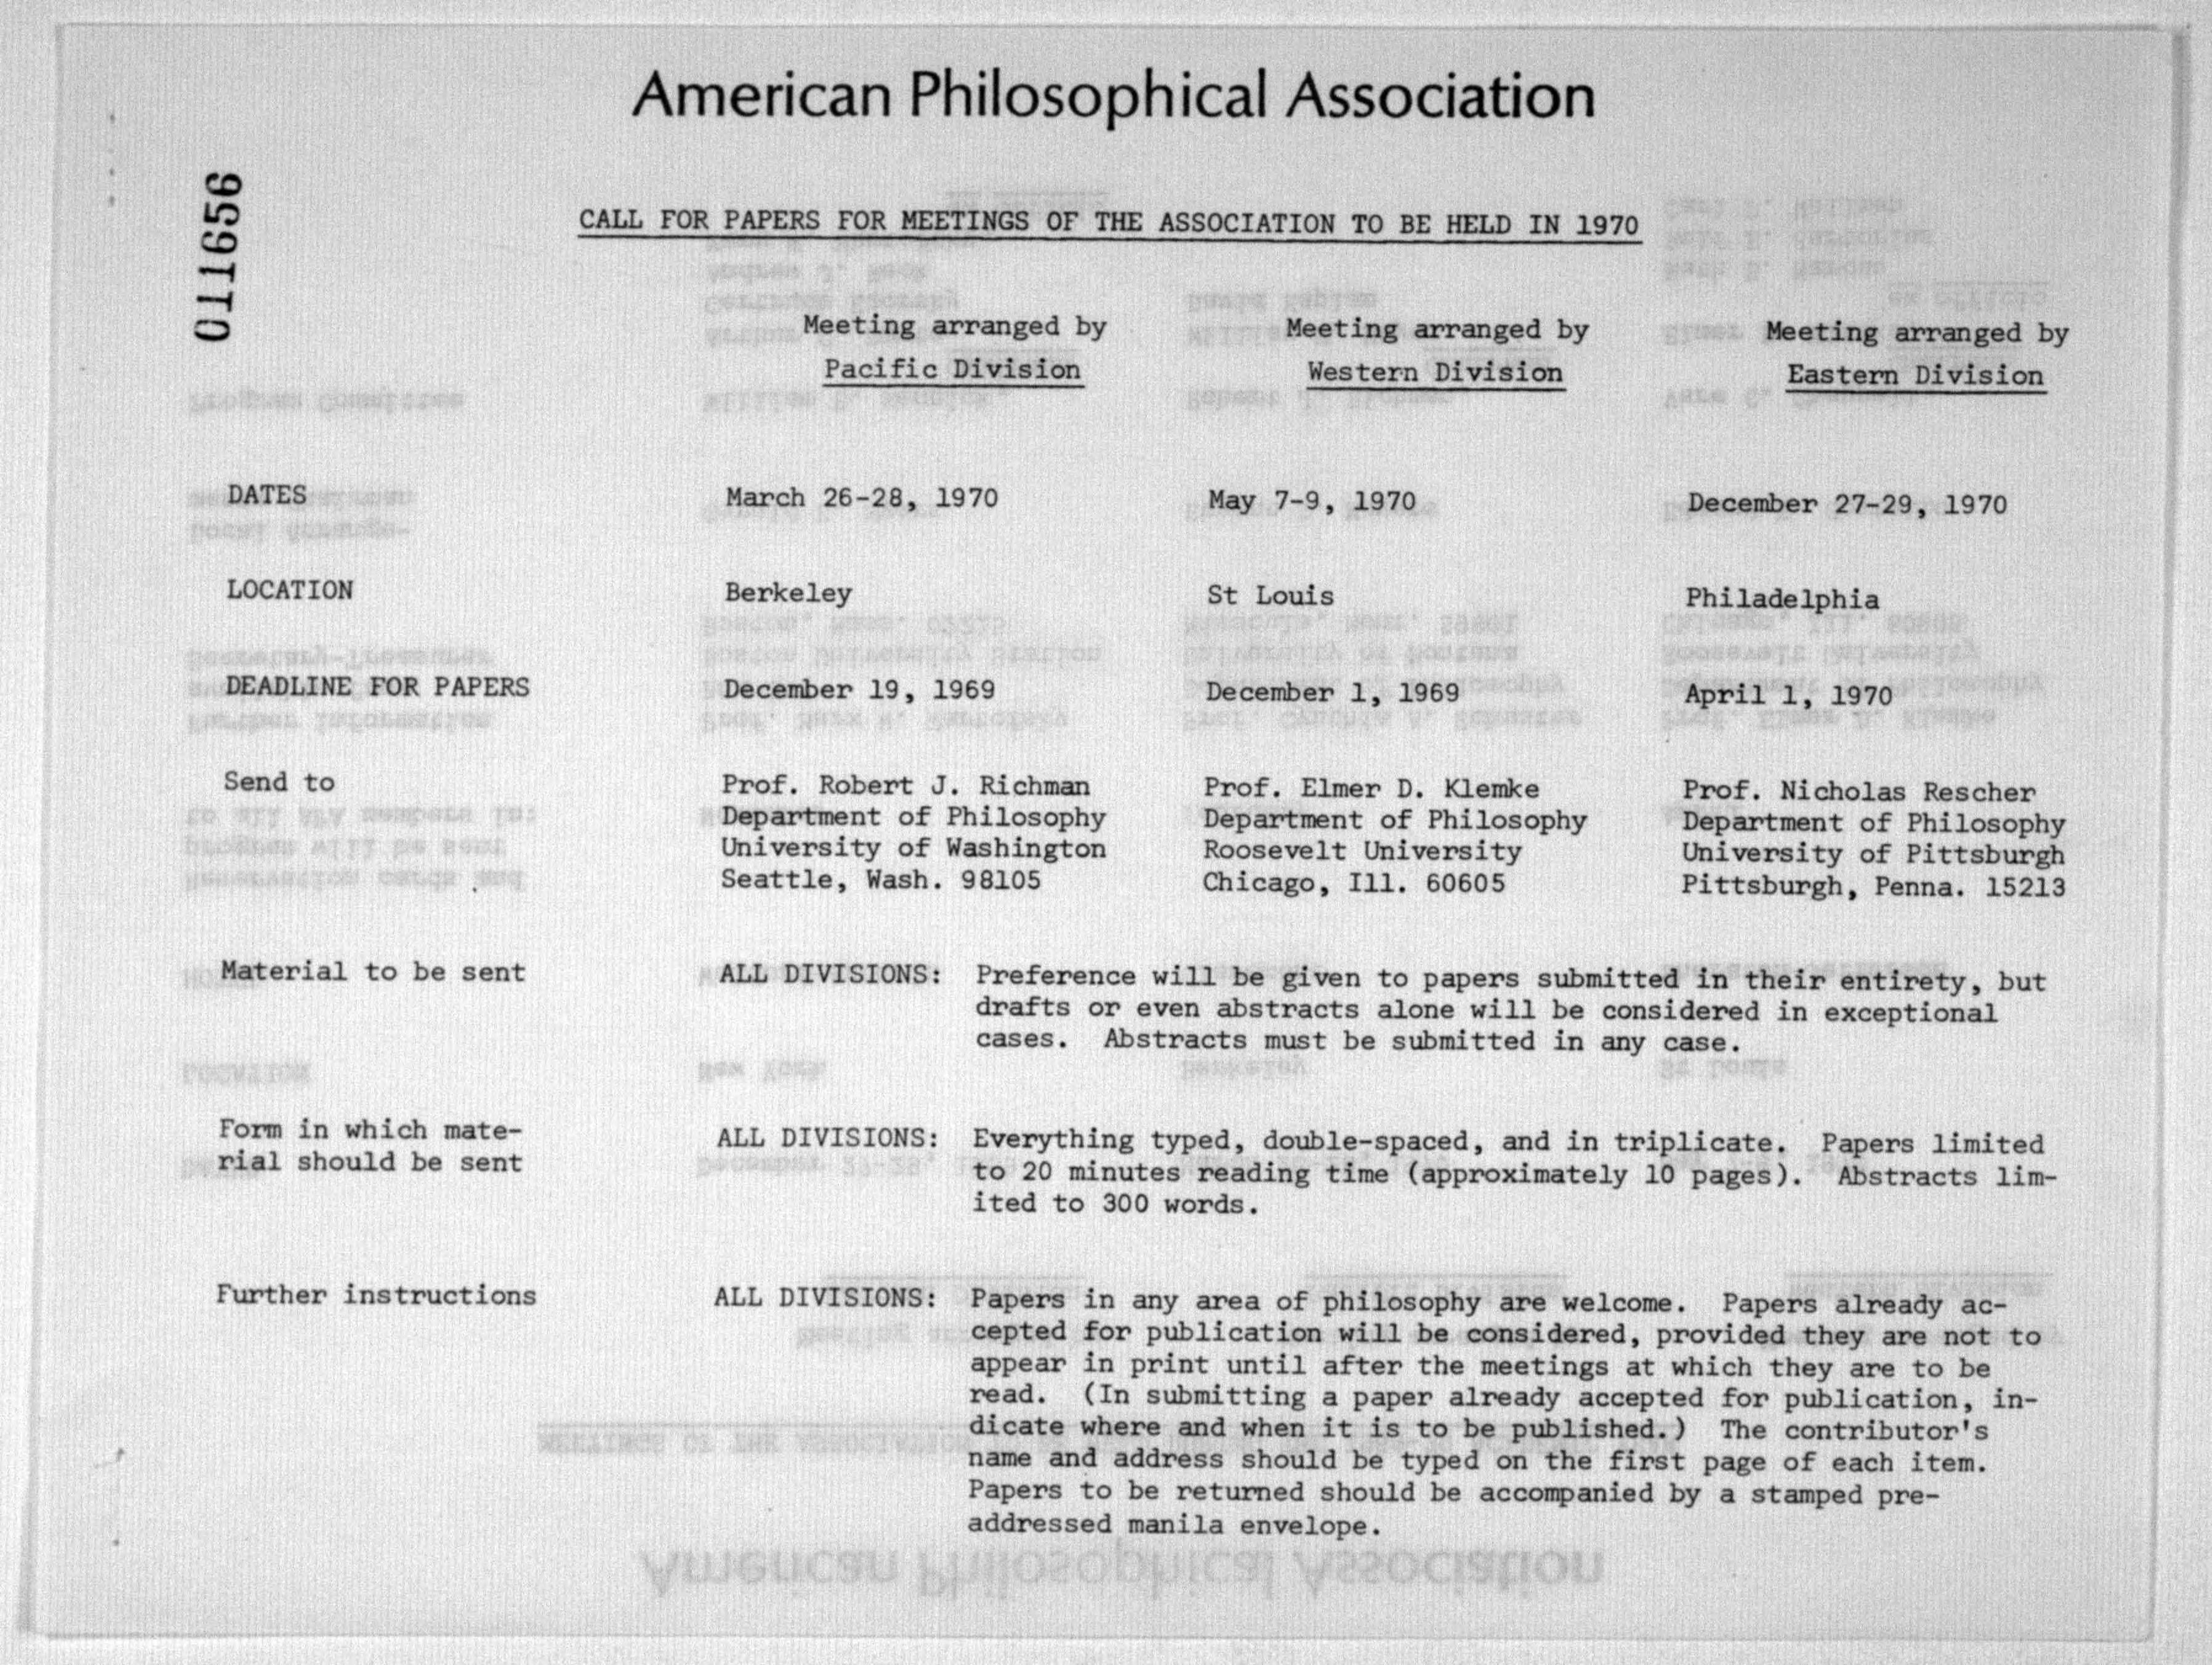 American Philosophical Association
011656
CALL FOR PAPERS FOR MEETINGS OF THE ASSOCIATION TO BE HELD IN 1970
Meeting arranged by Meeting arranged by Meeting arranged by
Pacific Division Western Division Eastern Division
DATES March 26-28, 1970 May 7-9, 1970 December 27-29, 1970
LOCATION Berkeley St Louis Philadelphia
DEADLINE FOR PAPERS December 19, 1969 December 1, 1969 April 1, 1970
Send to Prof. Robert J. Richman Prof. Elmer D. Klemke Prof. Nicholas Rescher
Department of Philosophy Department of Philosophy Department of Philosophy
University of Washington Roosevelt University University of Pittsburgh
Seattle, Wash. 98105 Chicago, Ill. 60605 Pittsburgh, Penna. 15213
Material to be sent ALL DIVISIONS: Preference will be given to papers submitted in their entirety, but
drafts or even abstracts alone will be considered in exceptional
cases. Abstracts must be submitted in any case.
Form in which mate- ALL DIVISIONS: Everything typed, double-spaced, and in triplicate. Papers limited
rial should be sent to 20 minutes reading time (approximately 10 pages). Abstracts lim-
ited to 300 words.
Further instructions ALL DIVISIONS: Papers in any area of philosophy are welcome. Papers already ac-
cepted for publication will be considered, provided they are not to
appear in print until after the meetings at which they are to be
read. (In submitting a paper already accepted for publication, in-
dicate where and when it is to be published.) The contributor's
name and address should be typed on the first page of each item.
Papers to be returned should be accompanied by a stamped pre-
addressed manila envelope.